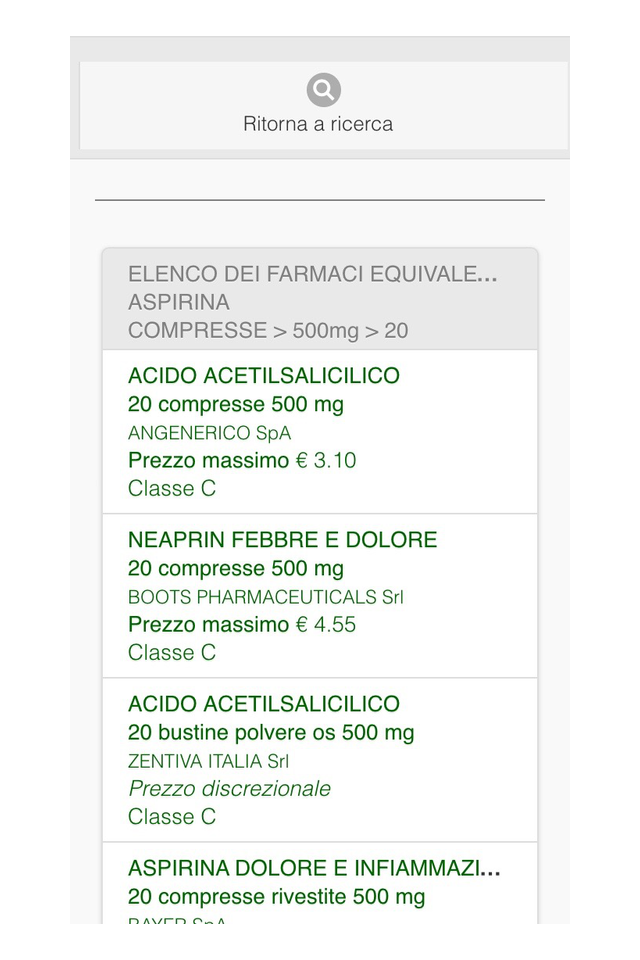 Ritorna a ricerca
ELENCO DEI FARMACI EQUIVALE...
ASPIRINA
COMPRESSE > 500mg > 20
ACIDO ACETILSALICILICO
20 compresse 500 mg
ANGENERICO SpA
Prezzo massimo € 3.10
Classe C
NEAPRIN FEBBRE E DOLORE
20 compresse 500 mg
BOOTS PHARMACEUTICALS Srl
Prezzo massimo € 4.55
Classe C
ACIDO ACETILSALICILICO
20 bustine polvere os 500 mg
ZENTIVA ITALIA Srl
Prezzo discrezionale
Classe C
ASPIRINA DOLORE E INFIAMMAZI...
20 compresse rivestite 500 mg
BAYER SpA